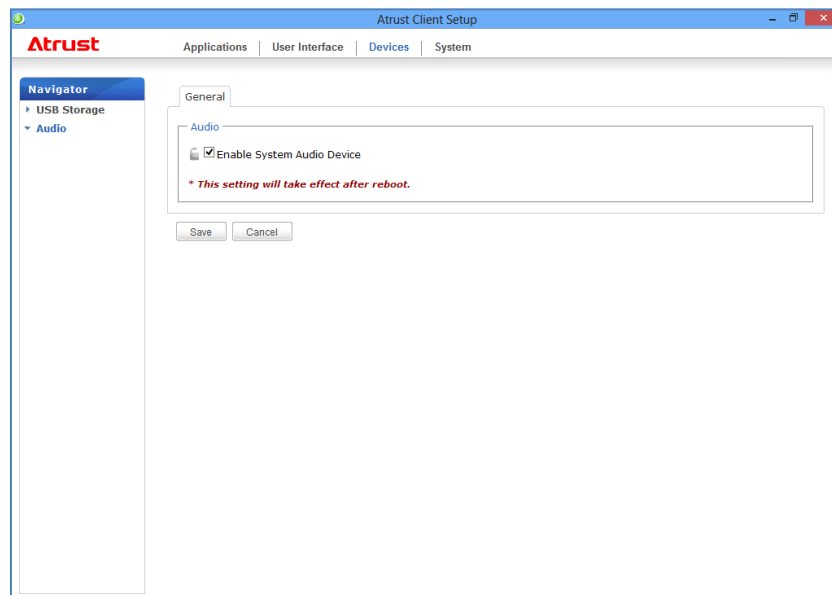 Atrust Client Setup
Atrust
Applications | User Interface | Devices | System
Navigator
USB Storage
Audio
General
Audio
Enable System Audio Device
* This setting will take effect after reboot.
Save Cancel